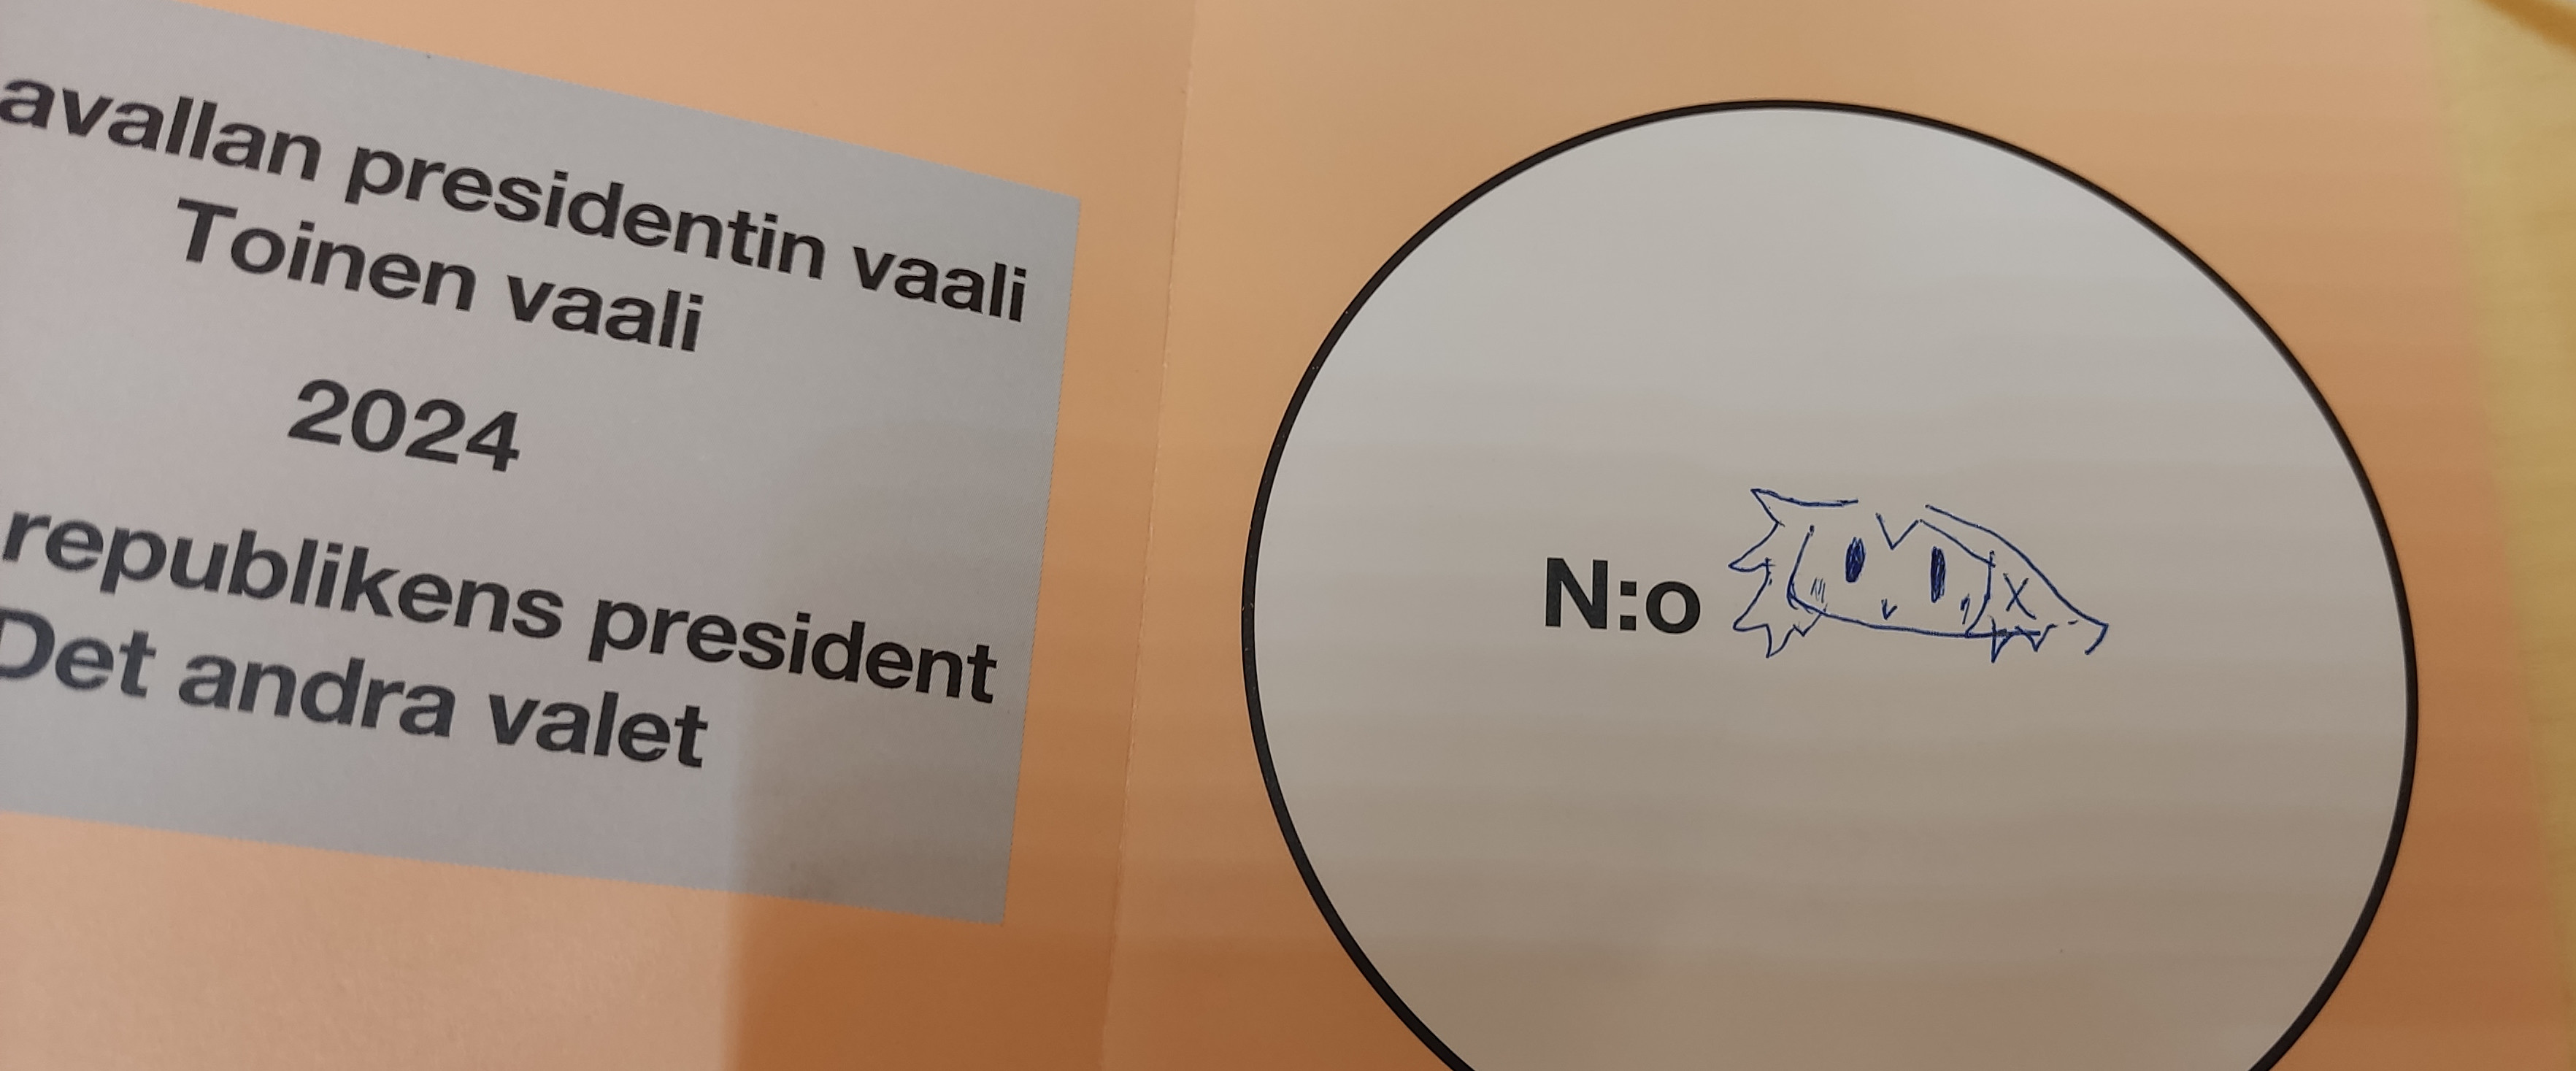 avallan presidentin vaali
Toinen vaali
2024
republikens president
Det andra valet
N:o